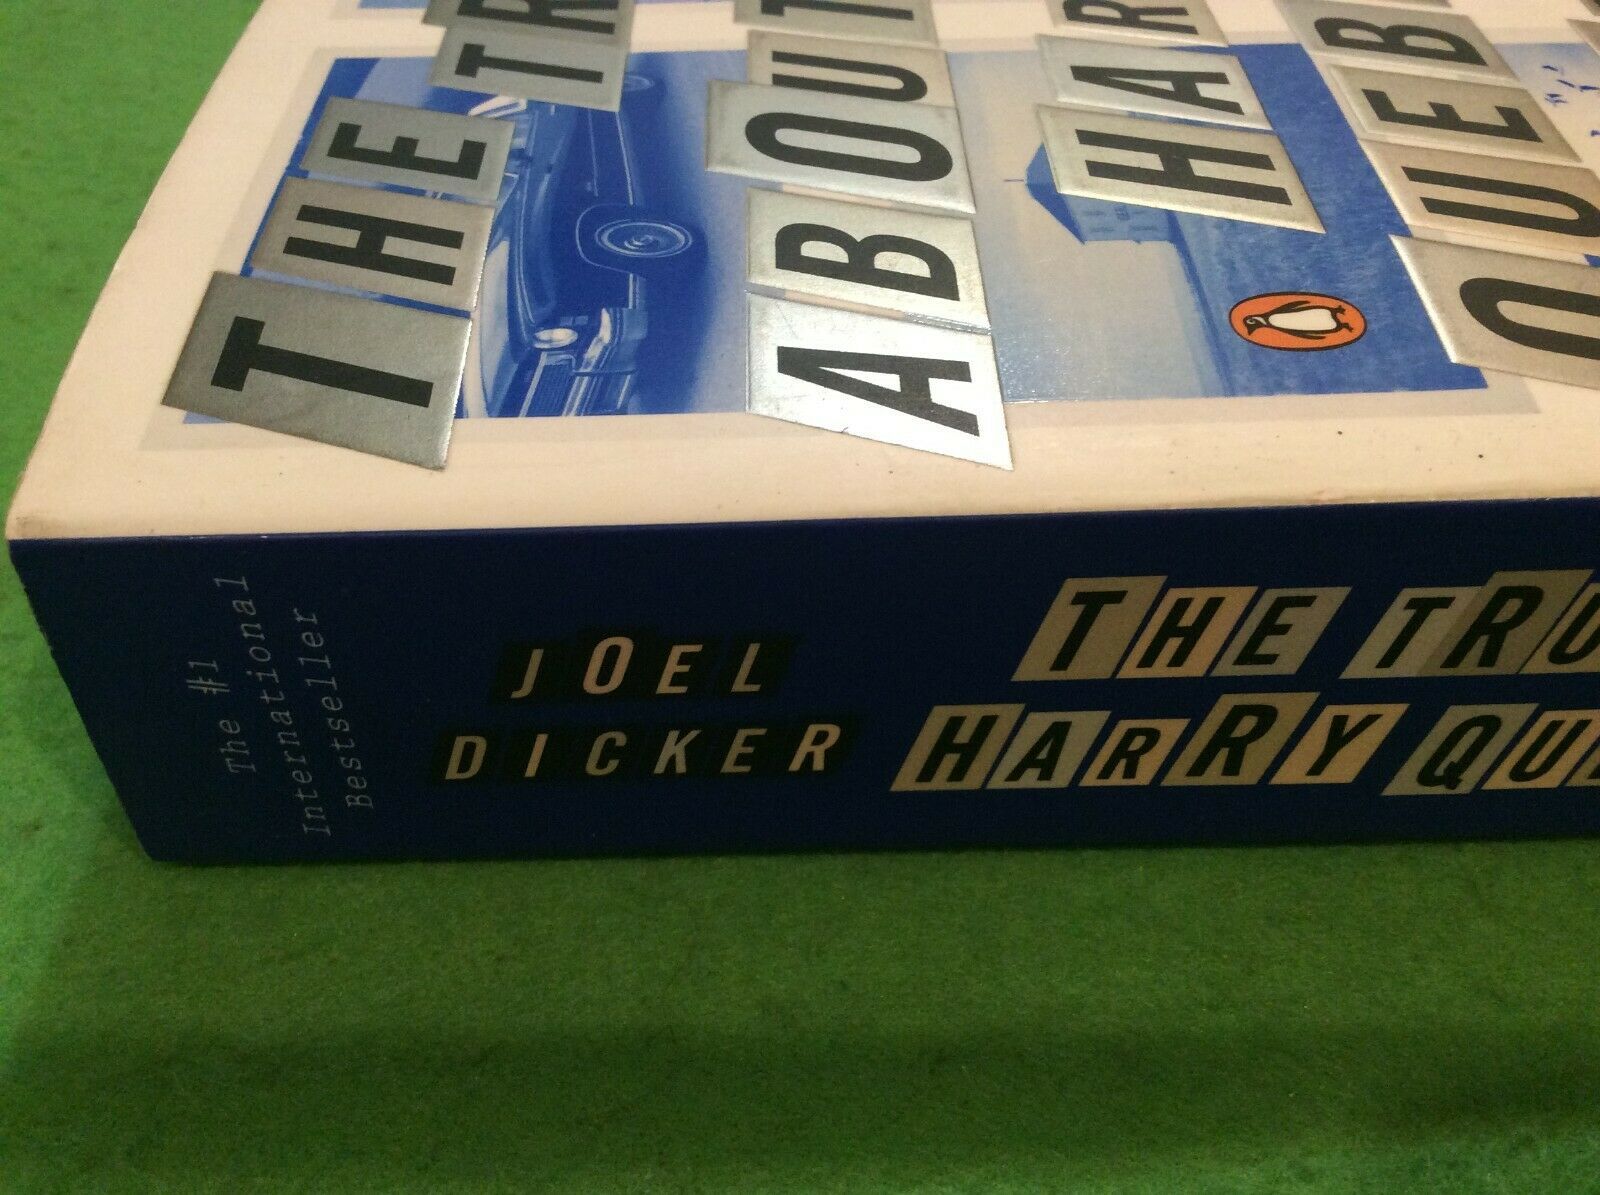 THE TR
ABOUT
HAR
QUEB
The #1
International
Bestseller
JOEL
DICKER
THE TRU
HARRY QUE